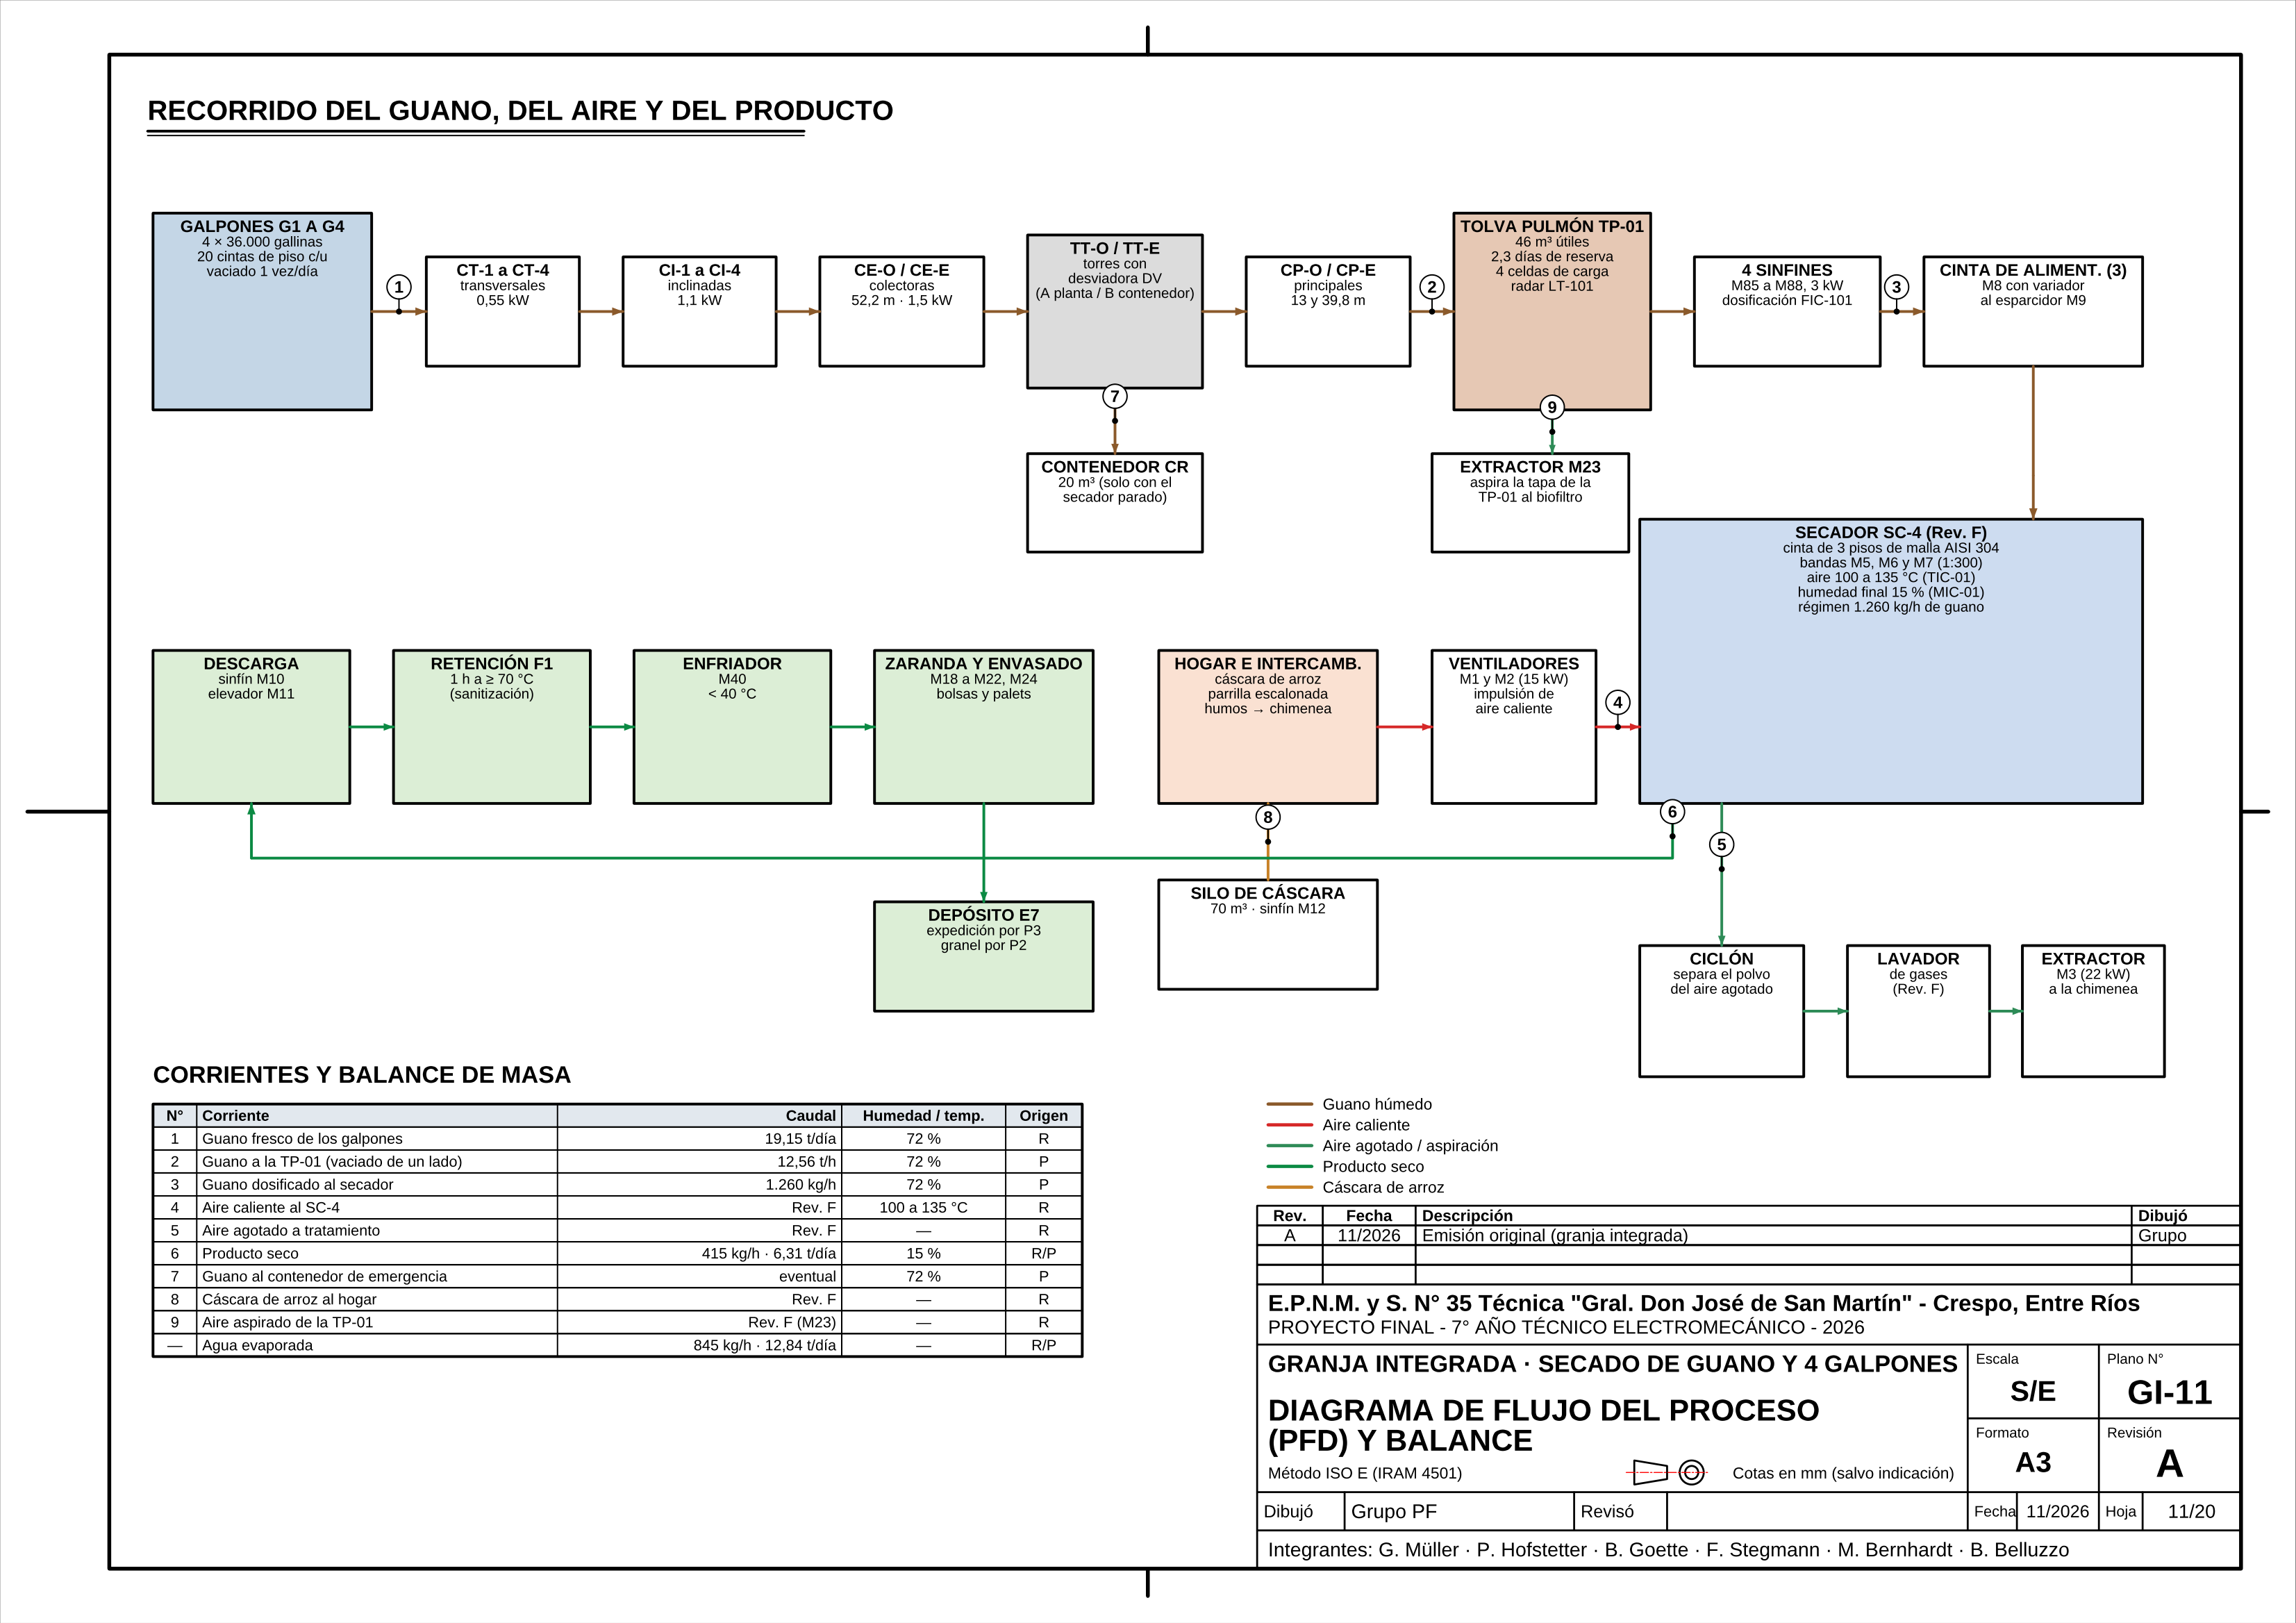 RECORRIDO DEL GUANO, DEL AIRE Y DEL PRODUCTO
GALPONES G1 A G4
4 × 36.000 gallinas
20 cintas de piso c/u
vaciado 1 vez/día
1
CT-1 a CT-4
transversales
0,55 kW
CI-1 a CI-4
inclinadas
1,1 kW
CE-O / CE-E
colectoras
52,2 m · 1,5 kW
TT-O / TT-E
torres con
desviadora DV
(A planta / B contenedor)
CP-O / CP-E
principales
13 y 39,8 m
2
TOLVA PULMÓN TP-01
46 m³ útiles
2,3 días de reserva
4 celdas de carga
radar LT-101
4 SINFINES
M85 a M88, 3 kW
dosificación FIC-101
3
CINTA DE ALIMENT. (3)
M8 con variador
al esparcidor M9
7
9
CONTENEDOR CR
20 m³ (solo con el
secador parado)
EXTRACTOR M23
aspira la tapa de la
TP-01 al biofiltro
SECADOR SC-4 (Rev. F)
cinta de 3 pisos de malla AISI 304
bandas M5, M6 y M7 (1:300)
aire 100 a 135 °C (TIC-01)
humedad final 15 % (MIC-01)
régimen 1.260 kg/h de guano
DESCARGA
sinfín M10
elevador M11
RETENCIÓN F1
1 h a ≥ 70 °C
(sanitización)
ENFRIADOR
M40
< 40 °C
ZARANDA Y ENVASADO
M18 a M22, M24
bolsas y palets
HOGAR E INTERCAMB.
cáscara de arroz
parrilla escalonada
humos → chimenea
VENTILADORES
M1 y M2 (15 kW)
impulsión de
aire caliente
4
8
6
5
DEPÓSITO E7
expedición por P3
granel por P2
SILO DE CÁSCARA
70 m³ · sinfín M12
CICLÓN
separa el polvo
del aire agotado
LAVADOR
de gases
(Rev. F)
EXTRACTOR
M3 (22 kW)
a la chimenea
CORRIENTES Y BALANCE DE MASA
N° Corriente Caudal Humedad / temp. Origen
1 Guano fresco de los galpones 19,15 t/día 72 % R
2 Guano a la TP-01 (vaciado de un lado) 12,56 t/h 72 % P
3 Guano dosificado al secador 1.260 kg/h 72 % P
4 Aire caliente al SC-4 Rev. F 100 a 135 °C R
5 Aire agotado a tratamiento Rev. F — R
6 Producto seco 415 kg/h · 6,31 t/día 15 % R/P
7 Guano al contenedor de emergencia eventual 72 % P
8 Cáscara de arroz al hogar Rev. F — R
9 Aire aspirado de la TP-01 Rev. F (M23) — R
— Agua evaporada 845 kg/h · 12,84 t/día — R/P
Guano húmedo
Aire caliente
Aire agotado / aspiración
Producto seco
Cáscara de arroz
Rev. Fecha Descripción Dibujó
A 11/2026 Emisión original (granja integrada) Grupo
E.P.N.M. y S. N° 35 Técnica "Gral. Don José de San Martín" - Crespo, Entre Ríos
PROYECTO FINAL - 7° AÑO TÉCNICO ELECTROMECÁNICO - 2026
GRANJA INTEGRADA · SECADO DE GUANO Y 4 GALPONES
DIAGRAMA DE FLUJO DEL PROCESO
(PFD) Y BALANCE
Método ISO E (IRAM 4501) Cotas en mm (salvo indicación)
Escala
S/E
Plano N°
GI-11
Formato
A3
Revisión
A
Dibujó Grupo PF Revisó Fecha 11/2026 Hoja 11/20
Integrantes: G. Müller · P. Hofstetter · B. Goette · F. Stegmann · M. Bernhardt · B. Belluzzo